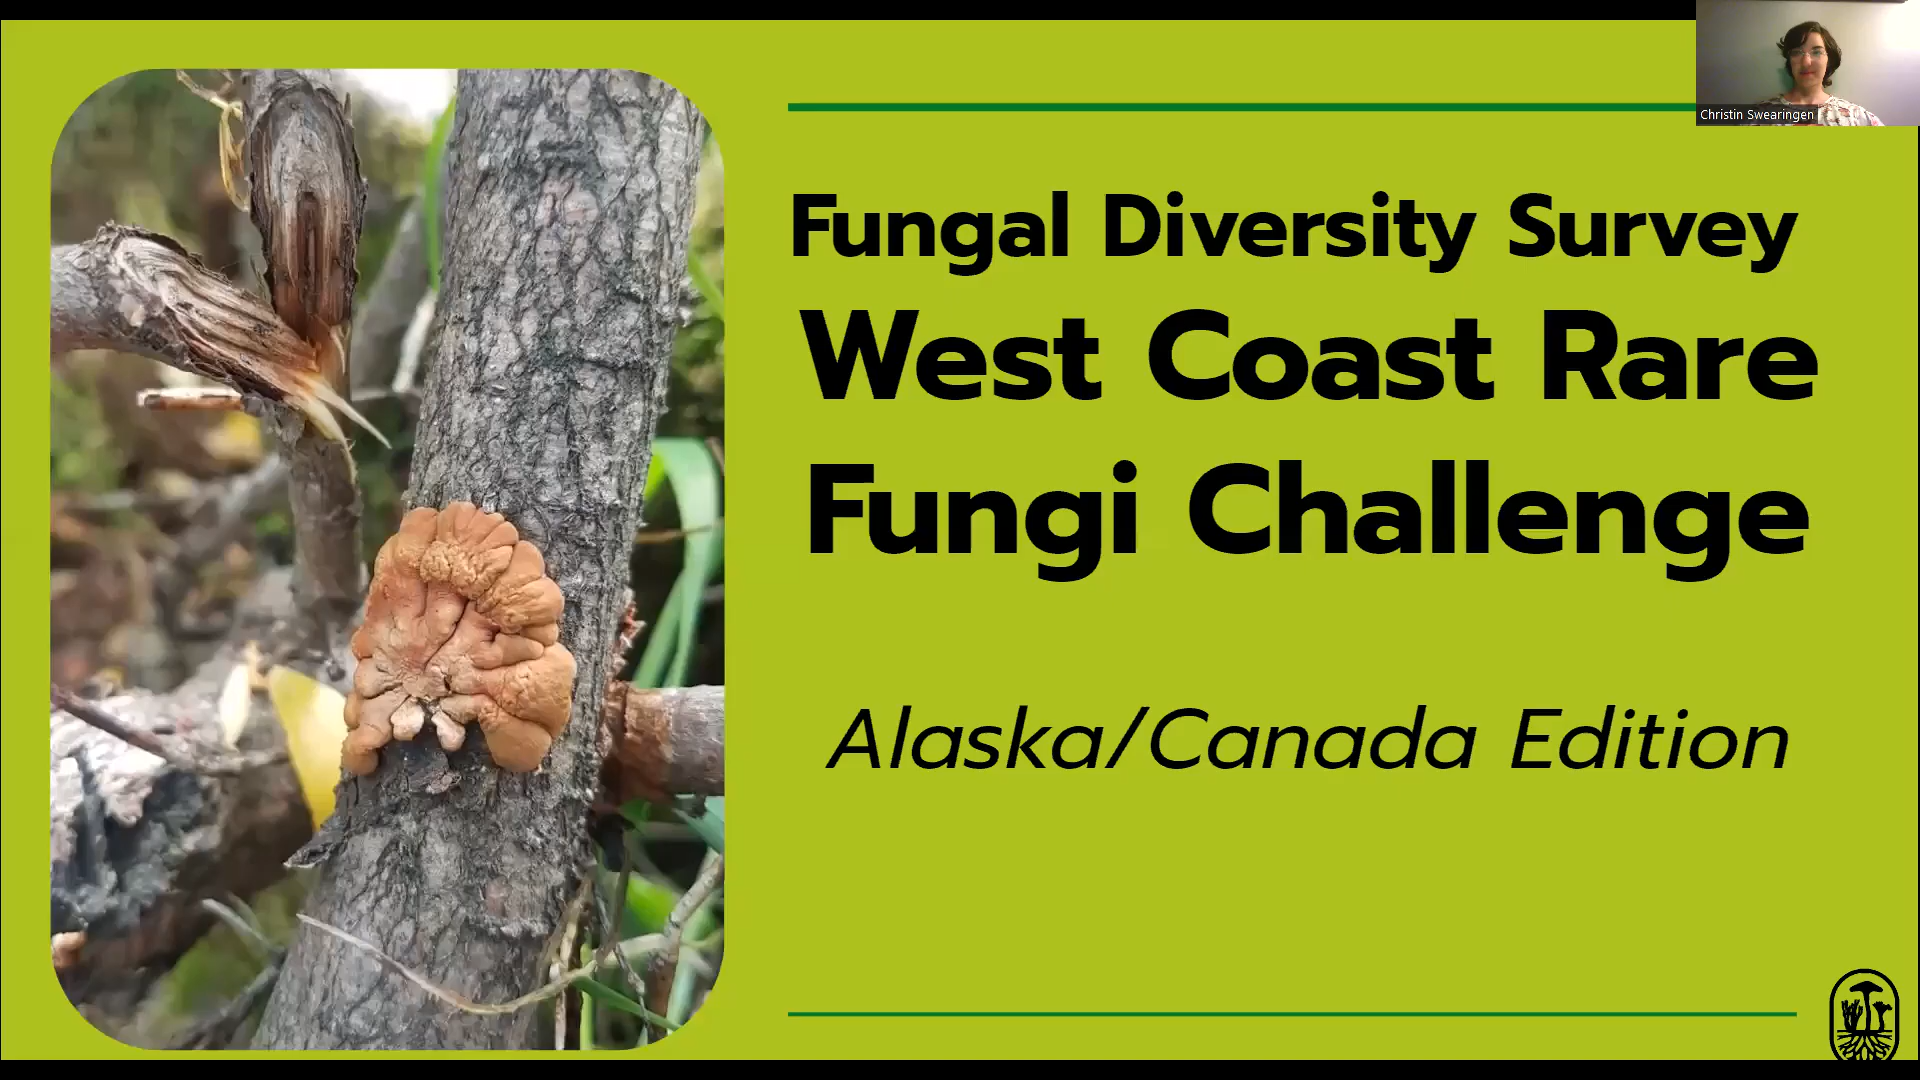 Christin Swearingen
Fungal Diversity Survey
West Coast Rare
Fungi Challenge
Alaska/Canada Edition